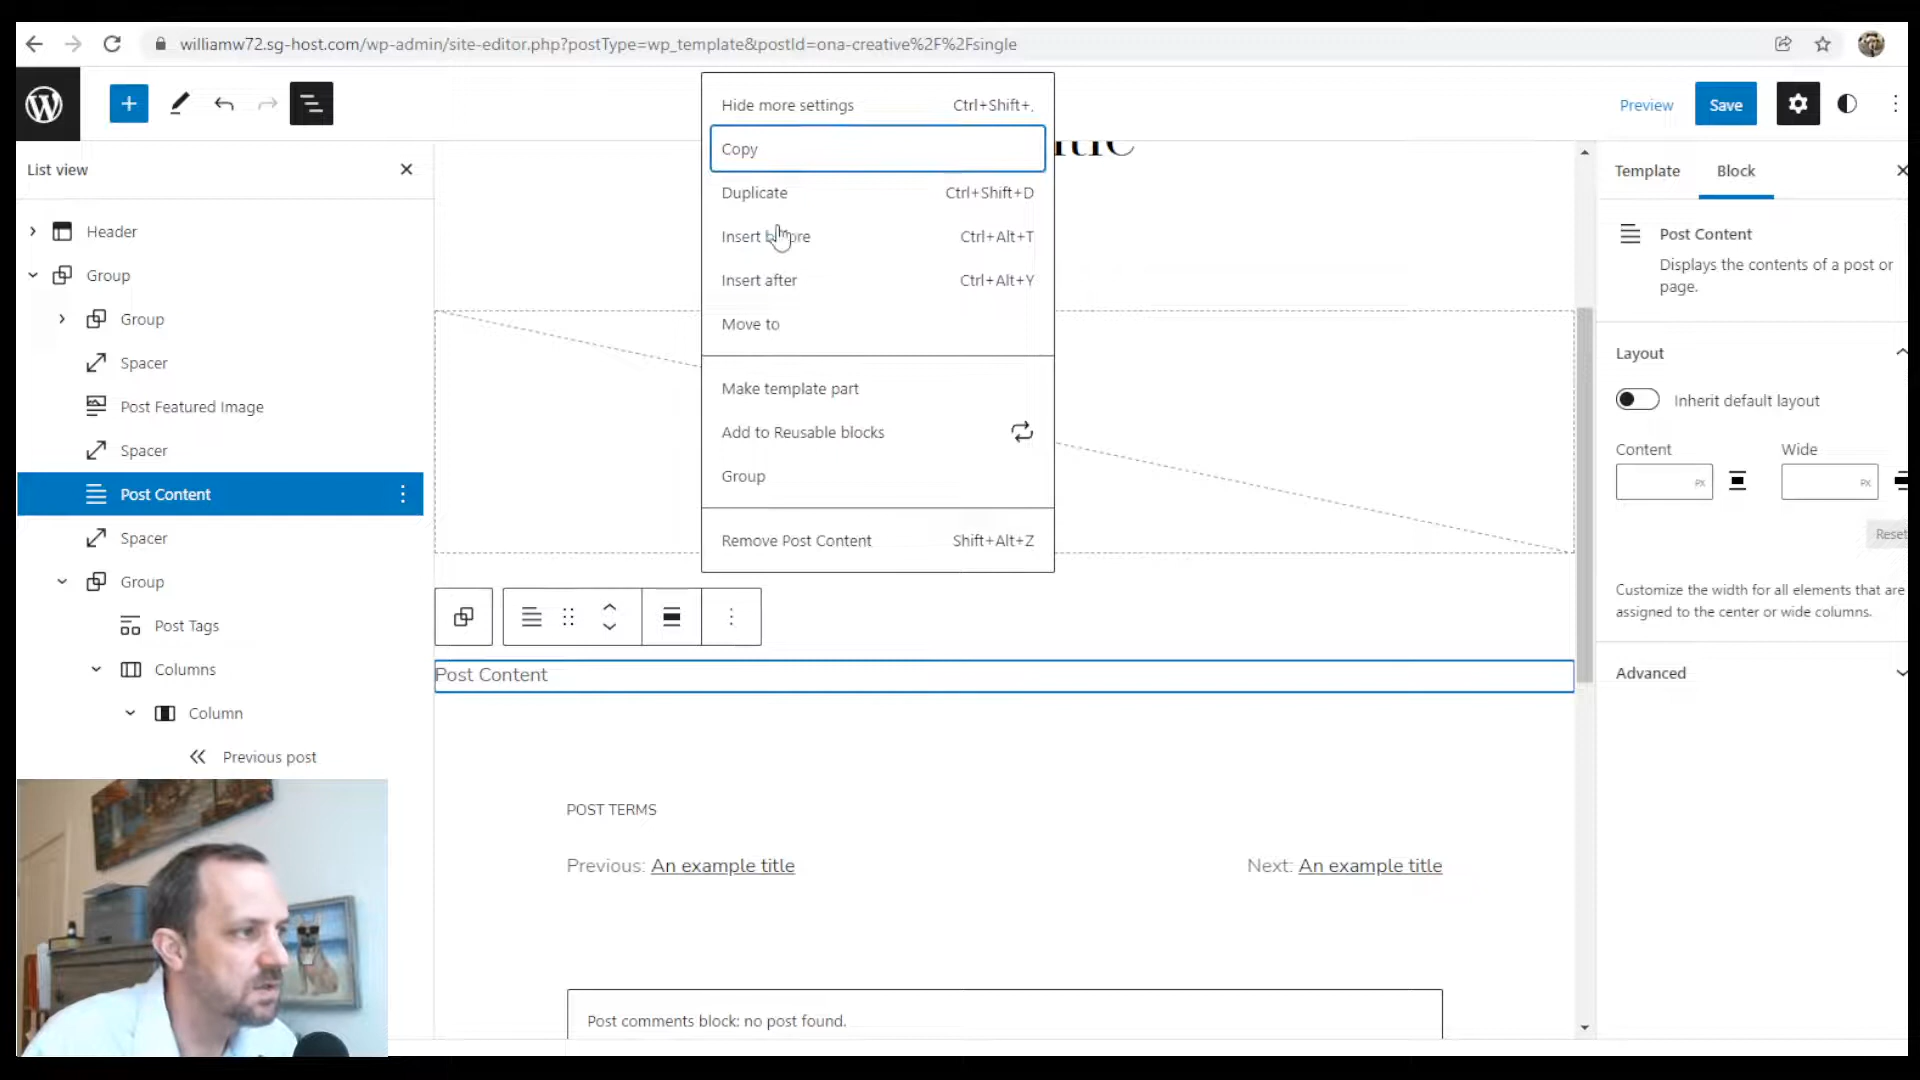 williamw72.sg-host.com/wp-admin/site-editor.php?postType=wp_template&postId=ona-creative%2F%2Fsingle
Preview
Save
List view
Header
Group
Group
Spacer
Post Featured Image
Spacer
Post Content
Spacer
Group
Post Tags
Columns
Column
Previous post
Hide more settings Ctrl+Shift+,
Copy
Duplicate Ctrl+Shift+D
Insert before Ctrl+Alt+T
Insert after Ctrl+Alt+Y
Move to
Make template part
Add to Reusable blocks
Group
Remove Post Content Shift+Alt+Z
Post Content
POST TERMS
Previous: An example title
Next: An example title
Post comments block: no post found.
Template
Block
Post Content
Displays the contents of a post or
page.
Layout
Inherit default layout
Content
Wide
PX
PX
Reset
Customize the width for all elements that are
assigned to the center or wide columns.
Advanced